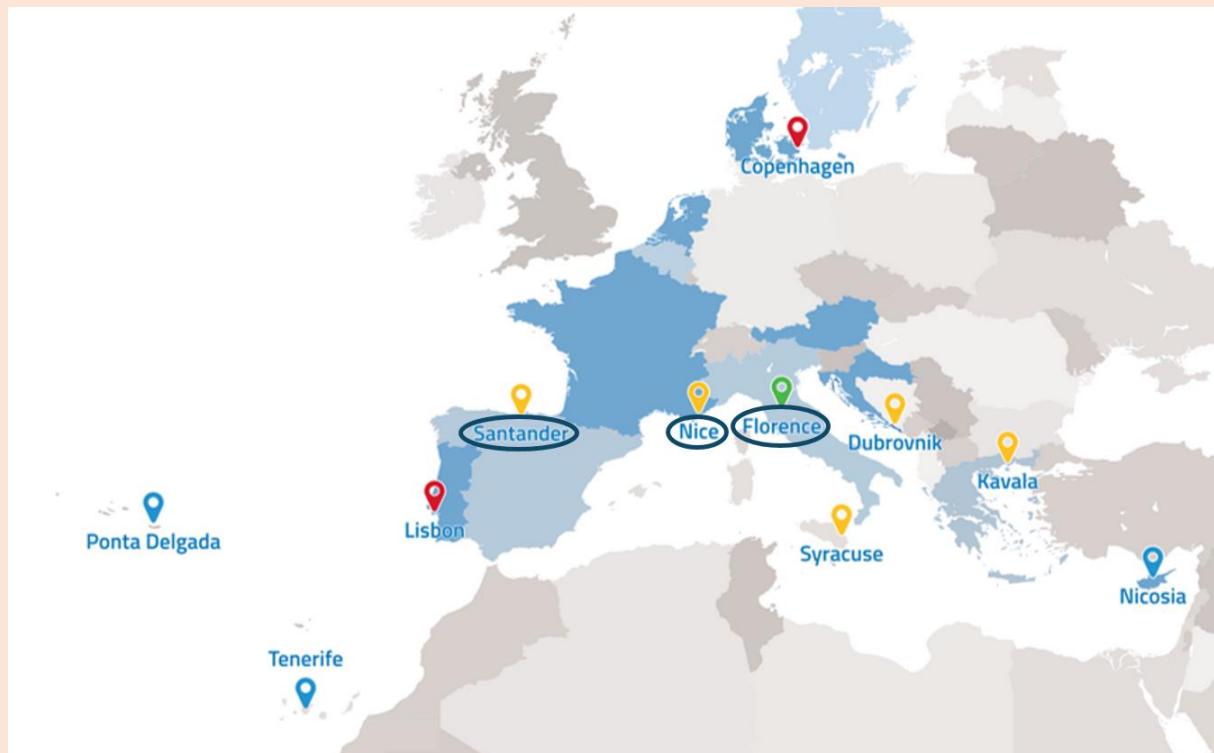 Copenhagen
Santander
Nice
Florence
Dubrovnik
Kavala
Lisbon
Ponta Delgada
Syracuse
Nicosia
Tenerife